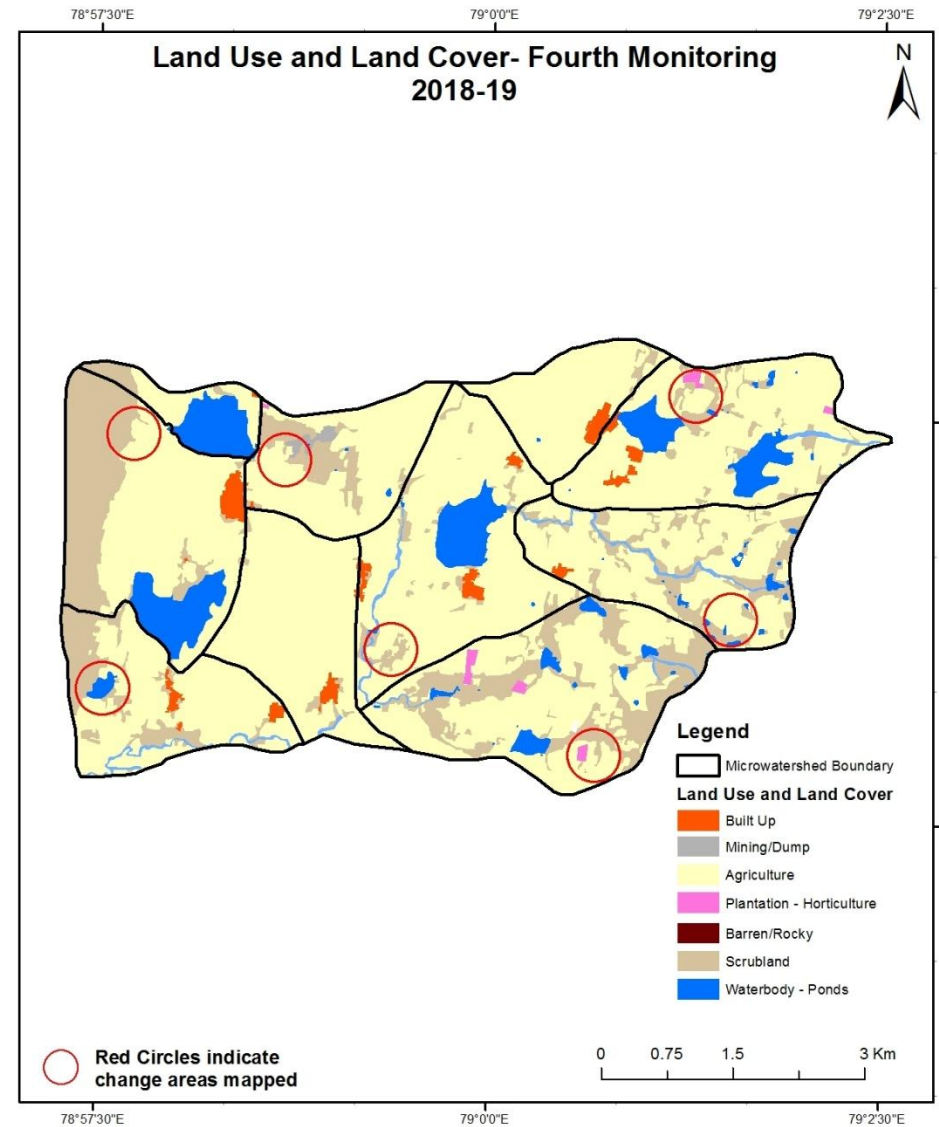 78°57'30"E
79°0'0"E
79°2'30"E
Land Use and Land Cover- Fourth Monitoring
2018-19
N
Legend
Microwatershed Boundary
Land Use and Land Cover
Built Up
Mining/Dump
Agriculture
Plantation - Horticulture
Barren/Rocky
Scrubland
Waterbody - Ponds
Red Circles indicate
change areas mapped
0 0.75 1.5 3 Km
78°57'30"E
79°0'0"E
79°2'30"E